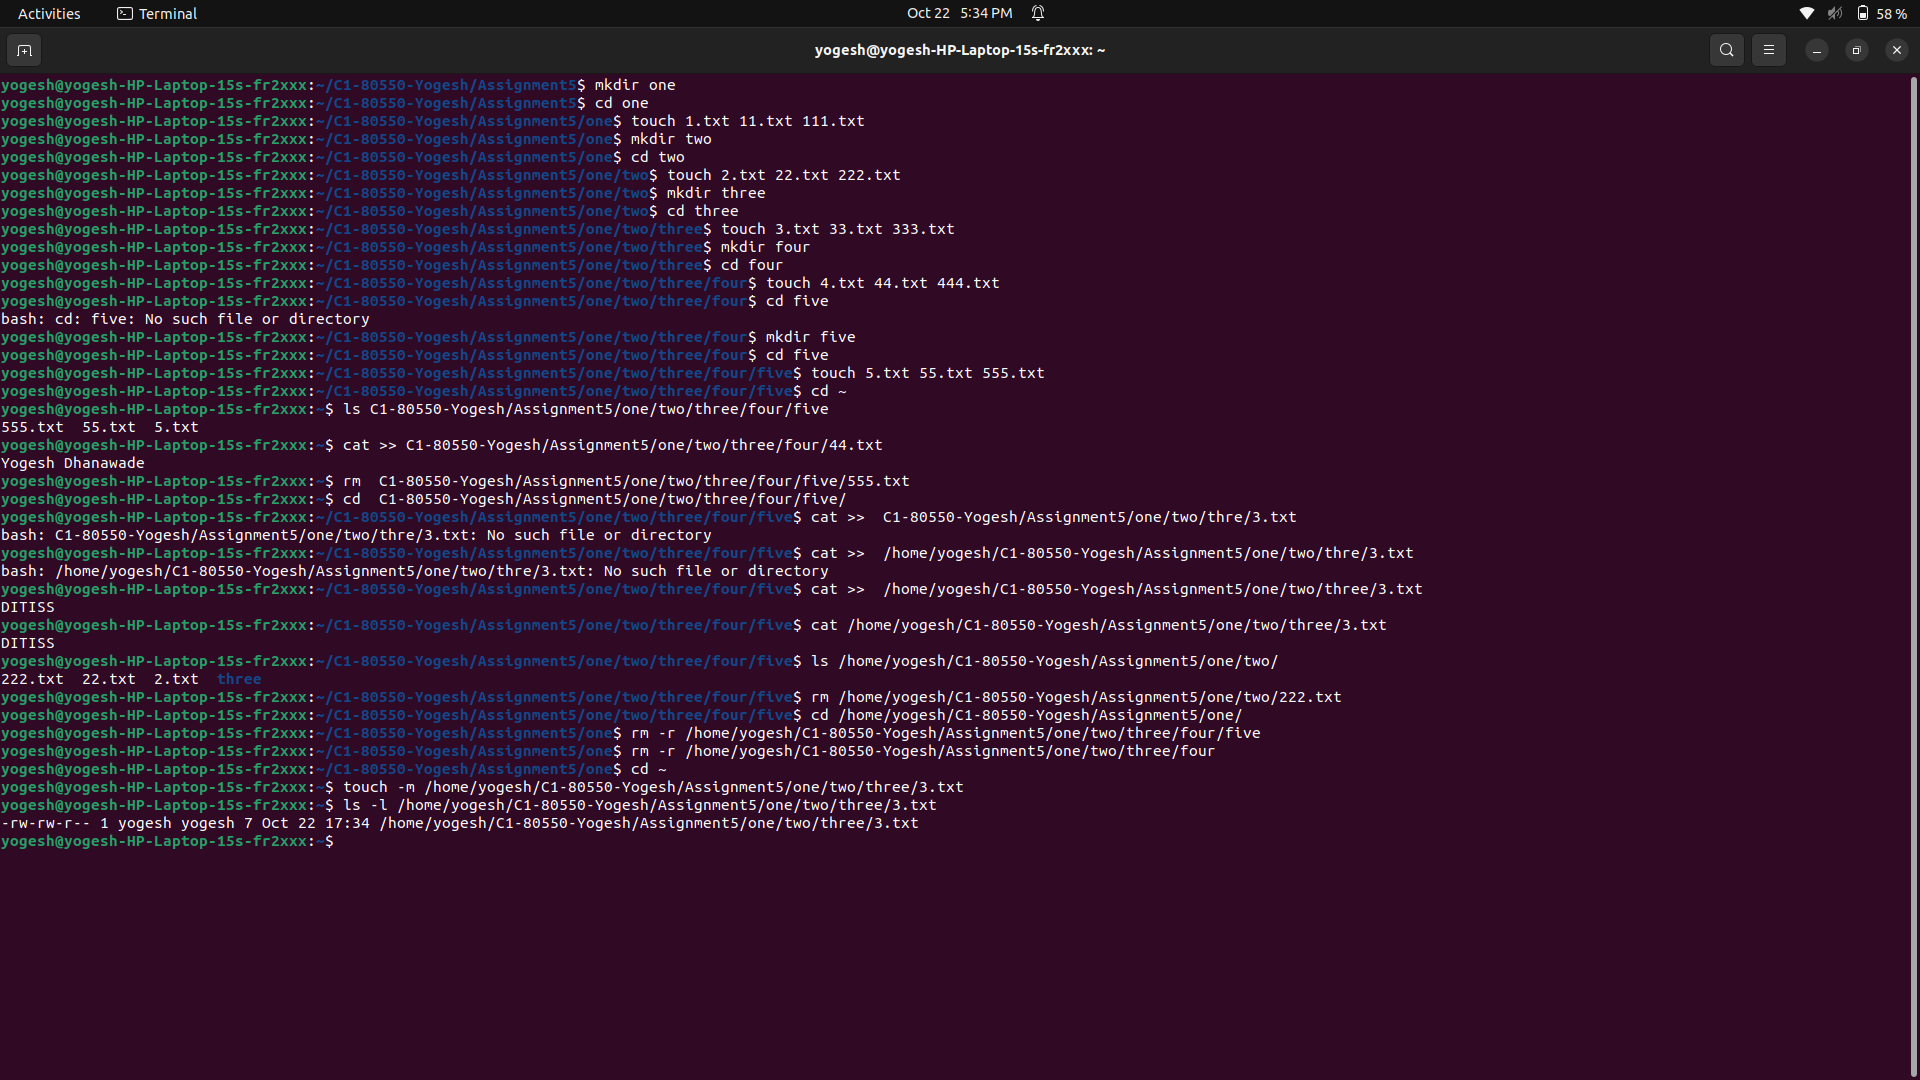 Activities Terminal Oct 22 5:34 PM 58 %
yogesh@yogesh-HP-Laptop-15s-fr2xxx: ~
yogesh@yogesh-HP-Laptop-15s-fr2xxx:~/C1-80550-Yogesh/Assignment5$ mkdir one
yogesh@yogesh-HP-Laptop-15s-fr2xxx:~/C1-80550-Yogesh/Assignment5$ cd one
yogesh@yogesh-HP-Laptop-15s-fr2xxx:~/C1-80550-Yogesh/Assignment5/one$ touch 1.txt 11.txt 111.txt
yogesh@yogesh-HP-Laptop-15s-fr2xxx:~/C1-80550-Yogesh/Assignment5/one$ mkdir two
yogesh@yogesh-HP-Laptop-15s-fr2xxx:~/C1-80550-Yogesh/Assignment5/one$ cd two
yogesh@yogesh-HP-Laptop-15s-fr2xxx:~/C1-80550-Yogesh/Assignment5/one/two$ touch 2.txt 22.txt 222.txt
yogesh@yogesh-HP-Laptop-15s-fr2xxx:~/C1-80550-Yogesh/Assignment5/one/two$ mkdir three
yogesh@yogesh-HP-Laptop-15s-fr2xxx:~/C1-80550-Yogesh/Assignment5/one/two$ cd three
yogesh@yogesh-HP-Laptop-15s-fr2xxx:~/C1-80550-Yogesh/Assignment5/one/two/three$ touch 3.txt 33.txt 333.txt
yogesh@yogesh-HP-Laptop-15s-fr2xxx:~/C1-80550-Yogesh/Assignment5/one/two/three$ mkdir four
yogesh@yogesh-HP-Laptop-15s-fr2xxx:~/C1-80550-Yogesh/Assignment5/one/two/three$ cd four
yogesh@yogesh-HP-Laptop-15s-fr2xxx:~/C1-80550-Yogesh/Assignment5/one/two/three/four$ touch 4.txt 44.txt 444.txt
yogesh@yogesh-HP-Laptop-15s-fr2xxx:~/C1-80550-Yogesh/Assignment5/one/two/three/four$ cd five
bash: cd: five: No such file or directory
yogesh@yogesh-HP-Laptop-15s-fr2xxx:~/C1-80550-Yogesh/Assignment5/one/two/three/four$ mkdir five
yogesh@yogesh-HP-Laptop-15s-fr2xxx:~/C1-80550-Yogesh/Assignment5/one/two/three/four$ cd five
yogesh@yogesh-HP-Laptop-15s-fr2xxx:~/C1-80550-Yogesh/Assignment5/one/two/three/four/five$ touch 5.txt 55.txt 555.txt
yogesh@yogesh-HP-Laptop-15s-fr2xxx:~/C1-80550-Yogesh/Assignment5/one/two/three/four/five$ cd ~
yogesh@yogesh-HP-Laptop-15s-fr2xxx:~$ ls C1-80550-Yogesh/Assignment5/one/two/three/four/five
555.txt  55.txt  5.txt
yogesh@yogesh-HP-Laptop-15s-fr2xxx:~$ cat >> C1-80550-Yogesh/Assignment5/one/two/three/four/44.txt
Yogesh Dhanawade
yogesh@yogesh-HP-Laptop-15s-fr2xxx:~$ rm  C1-80550-Yogesh/Assignment5/one/two/three/four/five/555.txt
yogesh@yogesh-HP-Laptop-15s-fr2xxx:~$ cd  C1-80550-Yogesh/Assignment5/one/two/three/four/five/
yogesh@yogesh-HP-Laptop-15s-fr2xxx:~/C1-80550-Yogesh/Assignment5/one/two/three/four/five$ cat >>  C1-80550-Yogesh/Assignment5/one/two/thre/3.txt
bash: C1-80550-Yogesh/Assignment5/one/two/thre/3.txt: No such file or directory
yogesh@yogesh-HP-Laptop-15s-fr2xxx:~/C1-80550-Yogesh/Assignment5/one/two/three/four/five$ cat >>  /home/yogesh/C1-80550-Yogesh/Assignment5/one/two/thre/3.txt
bash: /home/yogesh/C1-80550-Yogesh/Assignment5/one/two/thre/3.txt: No such file or directory
yogesh@yogesh-HP-Laptop-15s-fr2xxx:~/C1-80550-Yogesh/Assignment5/one/two/three/four/five$ cat >>  /home/yogesh/C1-80550-Yogesh/Assignment5/one/two/three/3.txt
DITISS
yogesh@yogesh-HP-Laptop-15s-fr2xxx:~/C1-80550-Yogesh/Assignment5/one/two/three/four/five$ cat /home/yogesh/C1-80550-Yogesh/Assignment5/one/two/three/3.txt
DITISS
yogesh@yogesh-HP-Laptop-15s-fr2xxx:~/C1-80550-Yogesh/Assignment5/one/two/three/four/five$ ls /home/yogesh/C1-80550-Yogesh/Assignment5/one/two/
222.txt  22.txt  2.txt  three
yogesh@yogesh-HP-Laptop-15s-fr2xxx:~/C1-80550-Yogesh/Assignment5/one/two/three/four/five$ rm /home/yogesh/C1-80550-Yogesh/Assignment5/one/two/222.txt
yogesh@yogesh-HP-Laptop-15s-fr2xxx:~/C1-80550-Yogesh/Assignment5/one/two/three/four/five$ cd /home/yogesh/C1-80550-Yogesh/Assignment5/one/
yogesh@yogesh-HP-Laptop-15s-fr2xxx:~/C1-80550-Yogesh/Assignment5/one$ rm -r /home/yogesh/C1-80550-Yogesh/Assignment5/one/two/three/four/five
yogesh@yogesh-HP-Laptop-15s-fr2xxx:~/C1-80550-Yogesh/Assignment5/one$ rm -r /home/yogesh/C1-80550-Yogesh/Assignment5/one/two/three/four
yogesh@yogesh-HP-Laptop-15s-fr2xxx:~/C1-80550-Yogesh/Assignment5/one$ cd ~
yogesh@yogesh-HP-Laptop-15s-fr2xxx:~$ touch -m /home/yogesh/C1-80550-Yogesh/Assignment5/one/two/three/3.txt
yogesh@yogesh-HP-Laptop-15s-fr2xxx:~$ ls -l /home/yogesh/C1-80550-Yogesh/Assignment5/one/two/three/3.txt
-rw-rw-r-- 1 yogesh yogesh 7 Oct 22 17:34 /home/yogesh/C1-80550-Yogesh/Assignment5/one/two/three/3.txt
yogesh@yogesh-HP-Laptop-15s-fr2xxx:~$